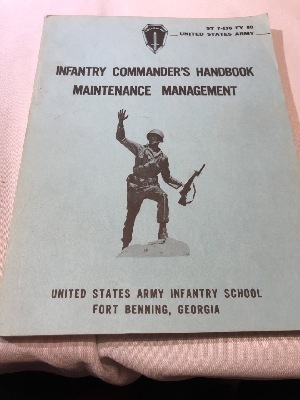 ST 7-176 FY 80
UNITED STATES ARMY
INFANTRY COMMANDER'S HANDBOOK
MAINTENANCE MANAGEMENT
UNITED STATES ARMY INFANTRY SCHOOL
FORT BENNING, GEORGIA